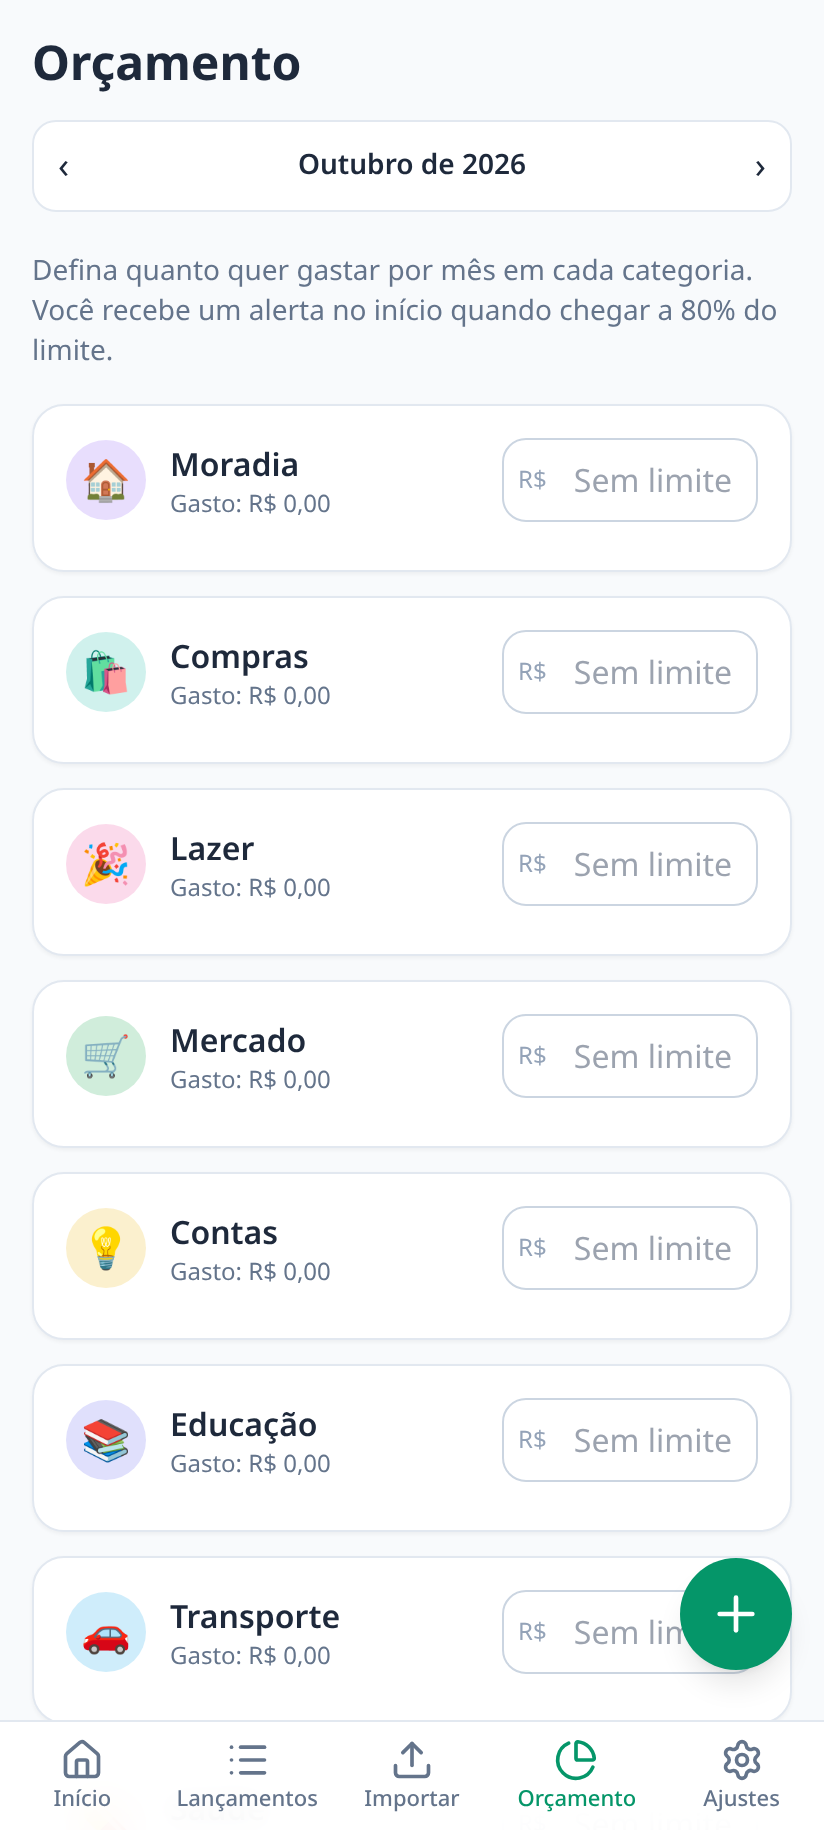 Orçamento
‹ Outubro de 2026 ›
Defina quanto quer gastar por mês em cada categoria.
Você recebe um alerta no início quando chegar a 80% do
limite.
Moradia
Gasto: R$ 0,00
R$ Sem limite
Compras
Gasto: R$ 0,00
R$ Sem limite
Lazer
Gasto: R$ 0,00
R$ Sem limite
Mercado
Gasto: R$ 0,00
R$ Sem limite
Contas
Gasto: R$ 0,00
R$ Sem limite
Educação
Gasto: R$ 0,00
R$ Sem limite
Transporte
Gasto: R$ 0,00
R$ Sem
Início
Lançamentos
Importar
Orçamento
Ajustes